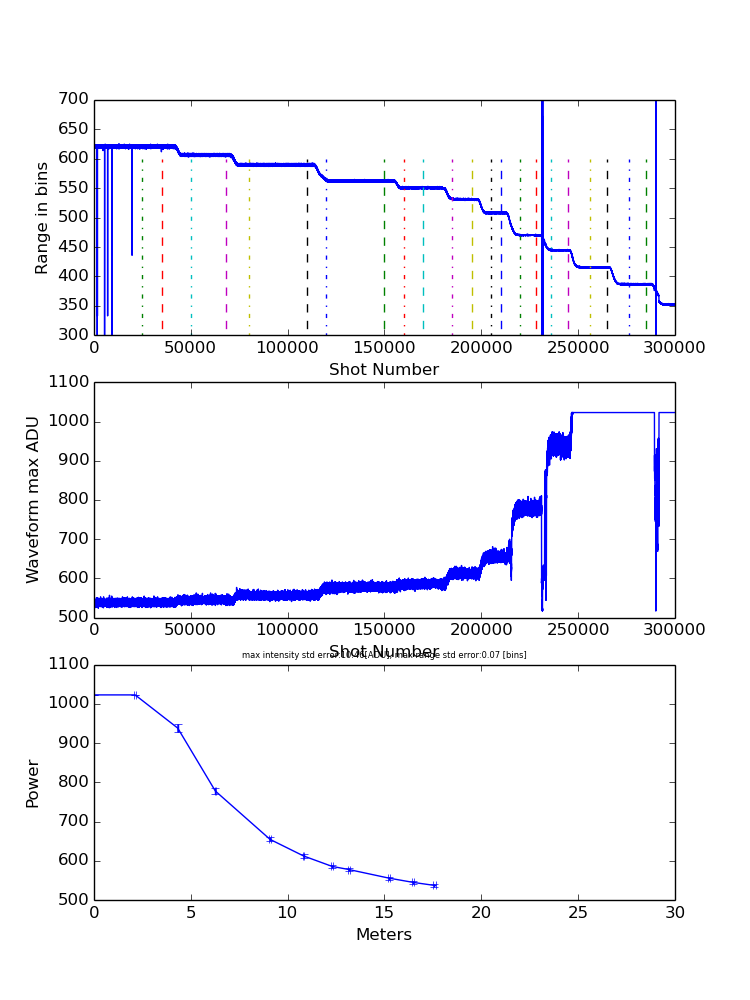 700
650
600
550
500
450
400
350
300
Range in bins
0 50000 100000 150000 200000 250000 300000
Shot Number
1100
1000
900
800
700
600
500
Waveform max ADU
0 50000 100000 150000 200000 250000 300000
Shot Number
max intensity std error:10.46[ADU], max range std error:0.07 [bins]
1100
1000
900
800
700
600
500
Power
0 5 10 15 20 25 30
Meters